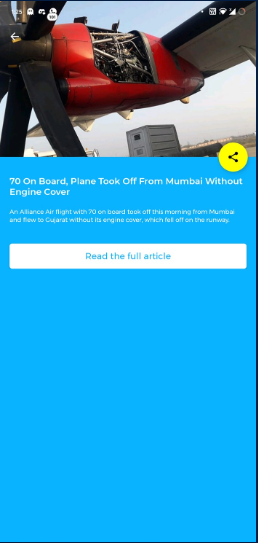 70 On Board, Plane Took Off From Mumbai Without
Engine Cover
An Alliance Air flight with 70 on board took off this morning from Mumbai
and flew to Gujarat without its engine cover, which fell off on the runway.
Read the full article